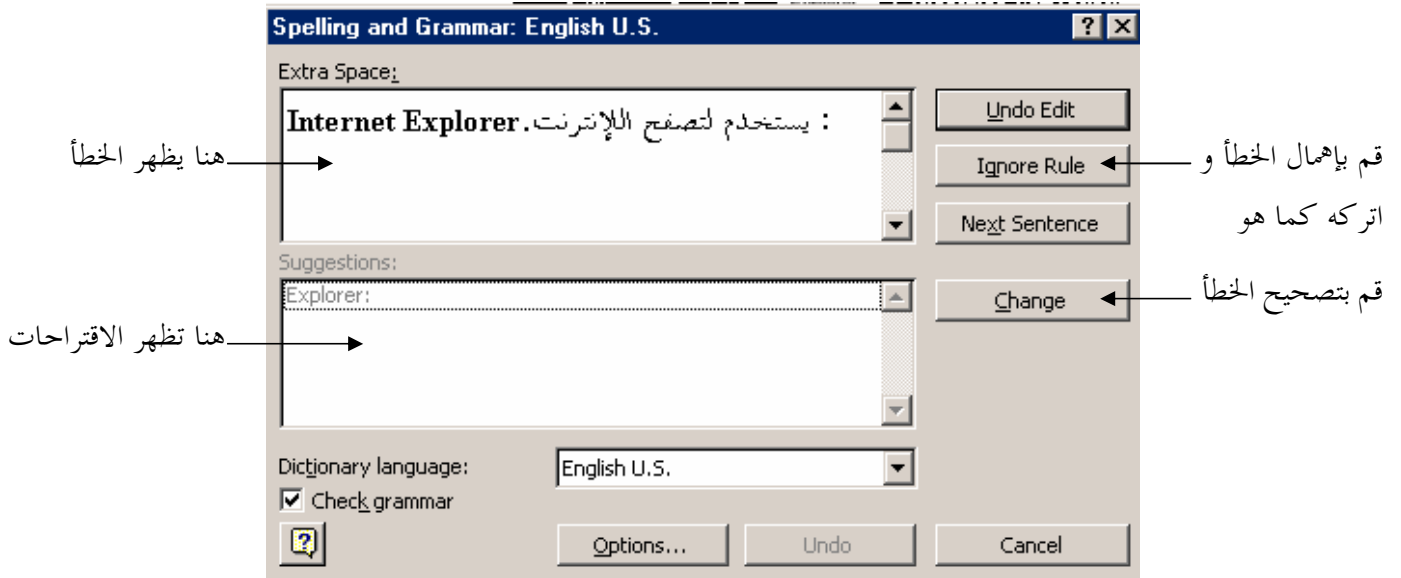 Spelling and Grammar: English U.S.
Extra Space:
Internet Explorer.يستخدم لتصفح اللإنترنت :
Undo Edit
هنا يظهر الخطأ
Ignore Rule
قم بإهمال الخطأ و
اتركه كما هو
Next Sentence
Suggestions:
Explorer:
Change
قم بتصحيح الخطأ
هنا تظهر الاقتراحات
Dictionary language:
English U.S.
Check grammar
Options...
Undo
Cancel